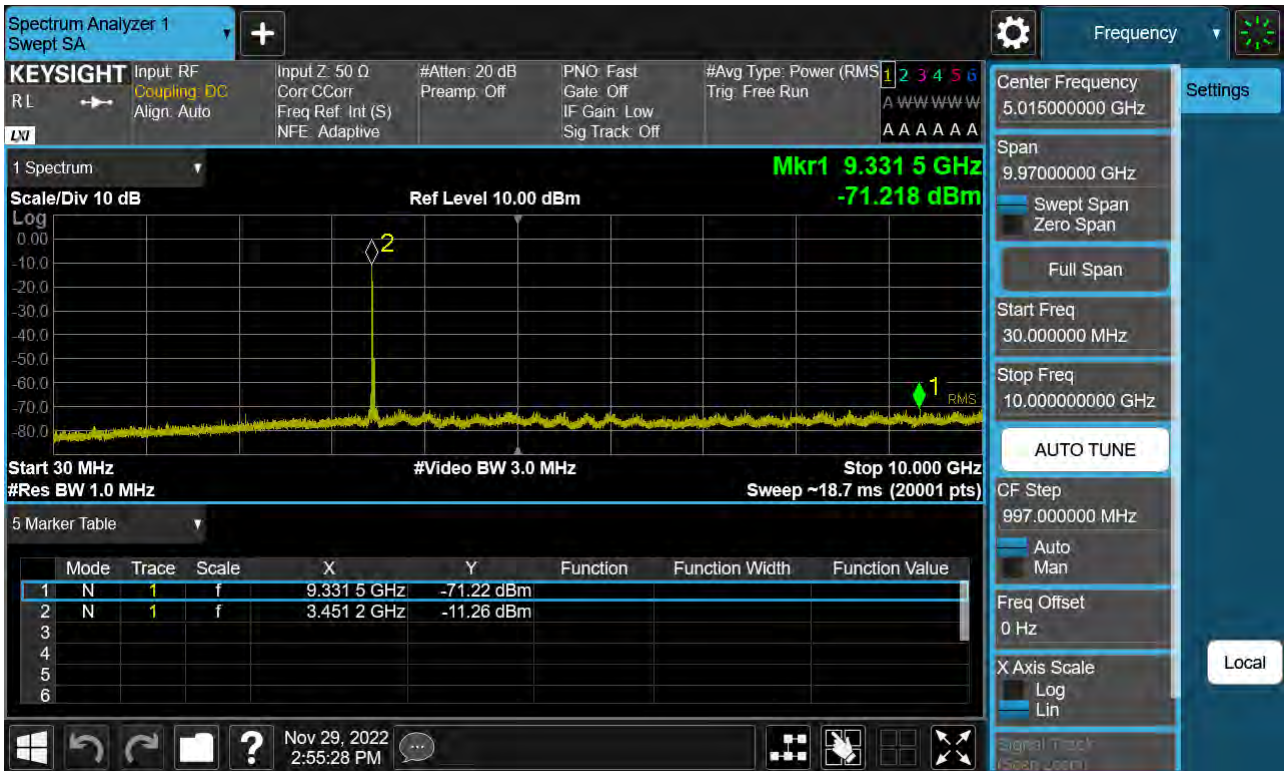 Spectrum Analyzer 1
Swept SA
Frequency
KEYSIGHT
RL
LXI
Input: RF
Coupling: DC
Align: Auto
Input Z: 50 Ω
Corr CCorr
Freq Ref: Int (S)
NFE: Adaptive
#Atten: 20 dB
Preamp: Off
PNO: Fast
Gate: Off
IF Gain: Low
Sig Track: Off
#Avg Type: Power (RMS
Trig: Free Run
1 2 3 4 5 6
A W W W W W
A A A A A A
1 Spectrum
Scale/Div 10 dB
Ref Level 10.00 dBm
Mkr1 9.331 5 GHz
-71.218 dBm
Log
0.00
-10.0
-20.0
-30.0
-40.0
-50.0
-60.0
-70.0
-80.0
2
1
RMS
Start 30 MHz
#Video BW 3.0 MHz
Stop 10.000 GHz
#Res BW 1.0 MHz
Sweep ~18.7 ms (20001 pts)
5 Marker Table
Mode Trace Scale X Y Function Function Width Function Value
1 N 1 f 9.331 5 GHz -71.22 dBm
2 N 1 f 3.451 2 GHz -11.26 dBm
3
4
5
6
?
Nov 29, 2022
2:55:28 PM
Center Frequency
5.015000000 GHz
Span
9.97000000 GHz
Swept Span
Zero Span
Full Span
Start Freq
30.000000 MHz
Stop Freq
10.000000000 GHz
AUTO TUNE
CF Step
997.000000 MHz
Auto
Man
Freq Offset
0 Hz
X Axis Scale
Log
Lin
Signal Track
(Span Zoom)
Settings
Local